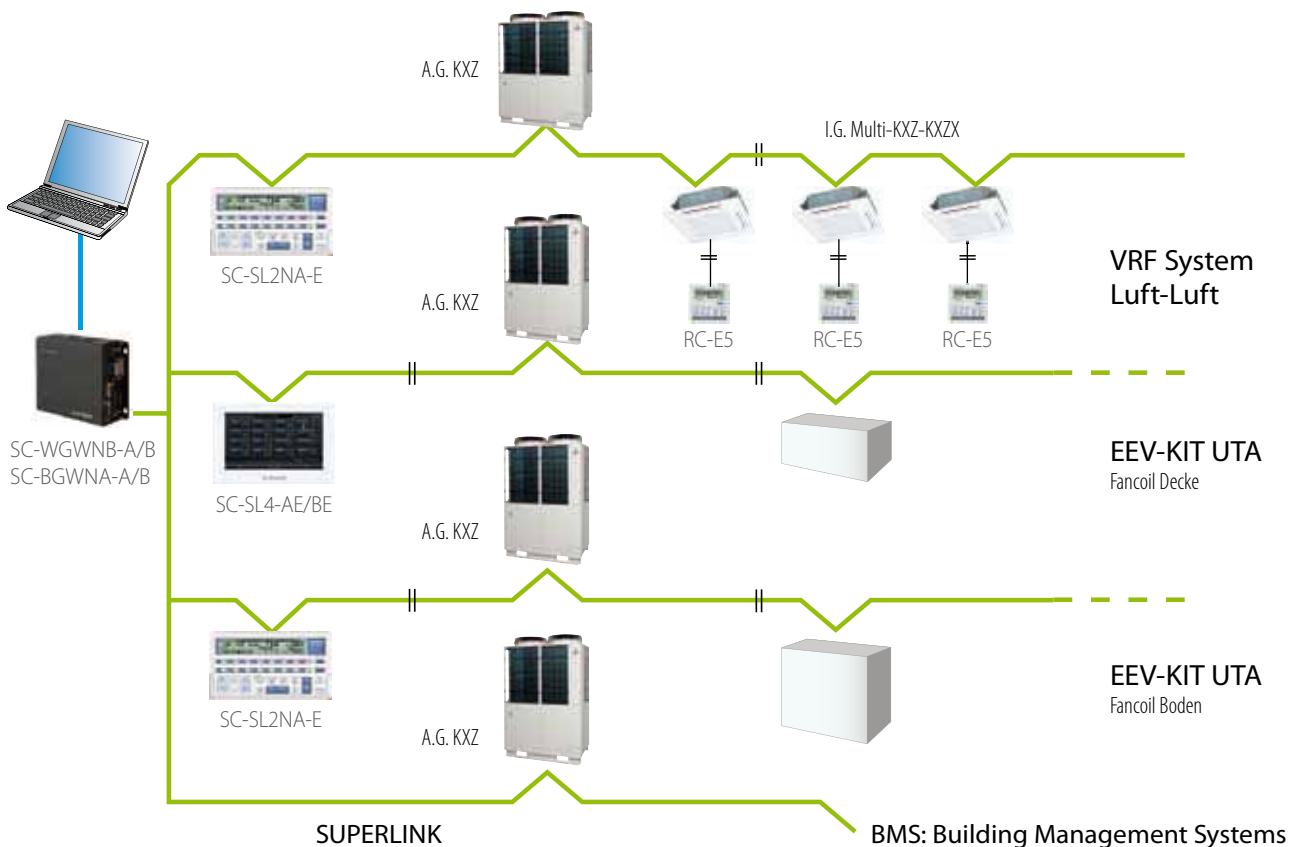 A.G. KXZ
I.G. Multi-KXZ-KXZX
SC-SL2NA-E
A.G. KXZ
RC-E5
RC-E5
RC-E5
VRF System
Luft-Luft
SC-WGWNB-A/B
SC-BGWNA-A/B
SC-SL4-AE/BE
A.G. KXZ
EEV-KIT UTA
Fancoil Decke
SC-SL2NA-E
A.G. KXZ
EEV-KIT UTA
Fancoil Boden
SUPERLINK
BMS: Building Management Systems